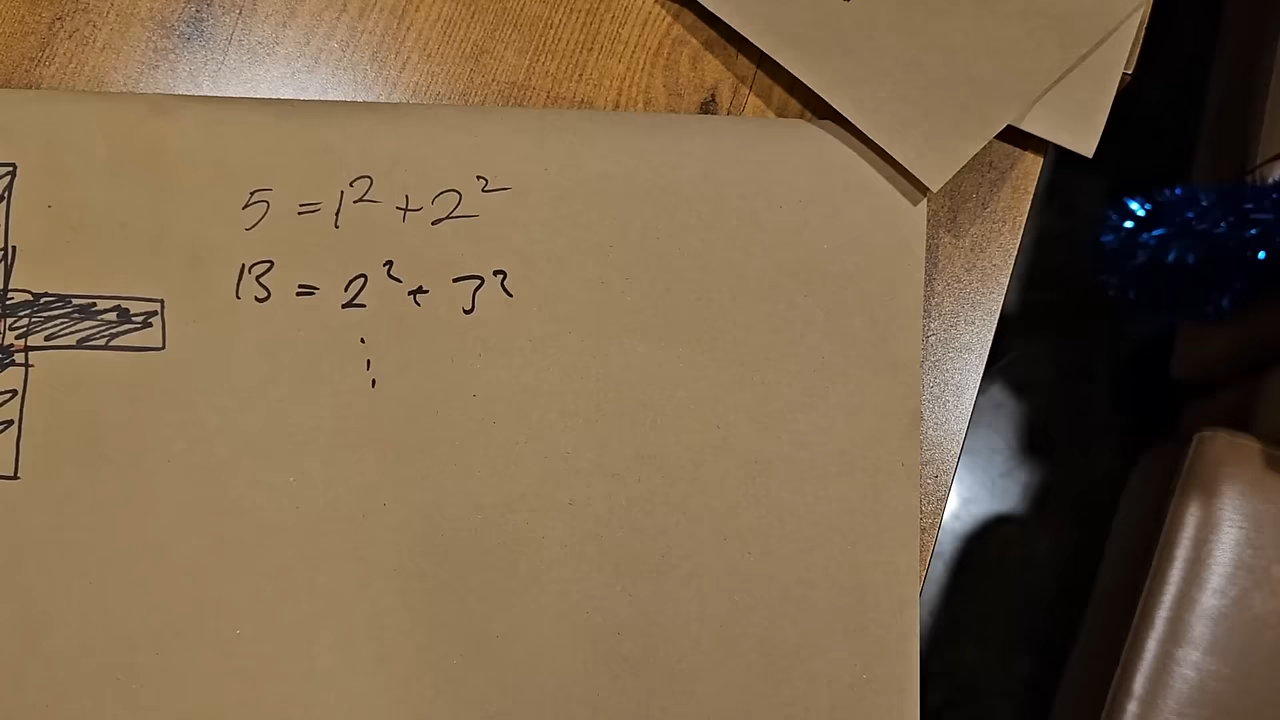 5 = 1² + 2²
13 = 2² + 3²
⋮